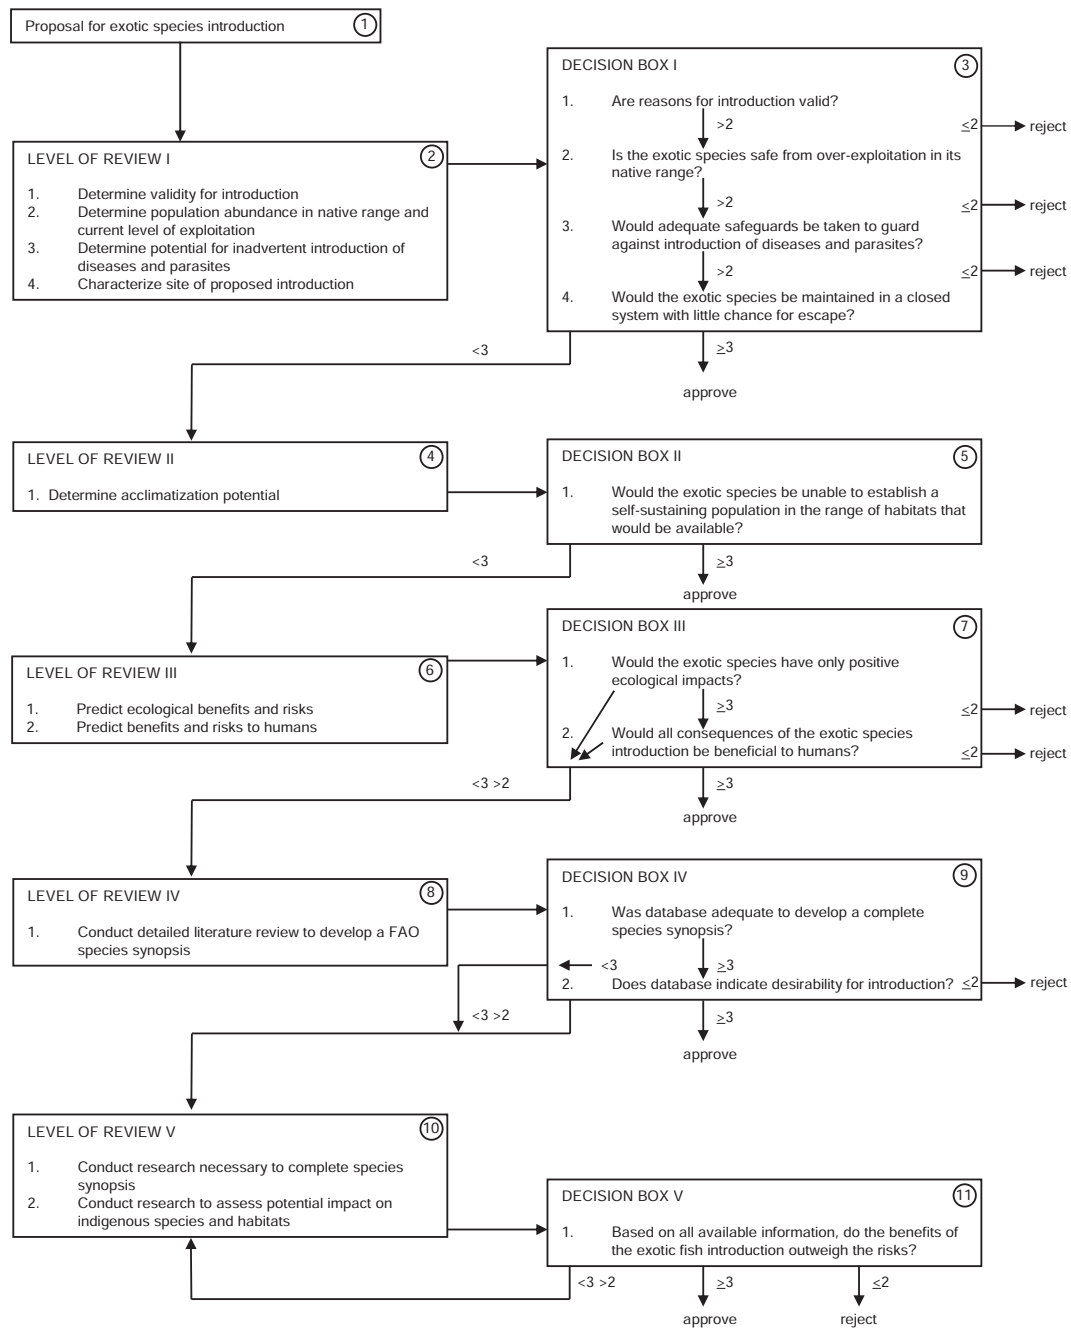 Proposal for exotic species introduction 1
LEVEL OF REVIEW I 2
1. Determine validity for introduction
2. Determine population abundance in native range and
current level of exploitation
3. Determine potential for inadvertent introduction of
diseases and parasites
4. Characterize site of proposed introduction
DECISION BOX I 3
1. Are reasons for introduction valid?
>2 ≤2 reject
2. Is the exotic species safe from over-exploitation in its
native range?
>2 ≤2 reject
3. Would adequate safeguards be taken to guard
against introduction of diseases and parasites?
>2 ≤2 reject
4. Would the exotic species be maintained in a closed
system with little chance for escape?
<3 ≥3
approve
LEVEL OF REVIEW II 4
1. Determine acclimatization potential
DECISION BOX II 5
1. Would the exotic species be unable to establish a
self-sustaining population in the range of habitats that
would be available?
<3 ≥3
approve
LEVEL OF REVIEW III 6
1. Predict ecological benefits and risks
2. Predict benefits and risks to humans
DECISION BOX III 7
1. Would the exotic species have only positive
ecological impacts?
≥3 ≤2 reject
2. Would all consequences of the exotic species
introduction be beneficial to humans? ≤2 reject
<3 >2 ≥3
approve
LEVEL OF REVIEW IV 8
1. Conduct detailed literature review to develop a FAO
species synopsis
DECISION BOX IV 9
1. Was database adequate to develop a complete
species synopsis?
<3 ≥3
2. Does database indicate desirability for introduction? ≤2 reject
<3 >2 ≥3
approve
LEVEL OF REVIEW V 10
1. Conduct research necessary to complete species
synopsis
2. Conduct research to assess potential impact on
indigenous species and habitats
DECISION BOX V 11
1. Based on all available information, do the benefits of
the exotic fish introduction outweigh the risks?
<3 >2 ≥3 ≤2
approve reject